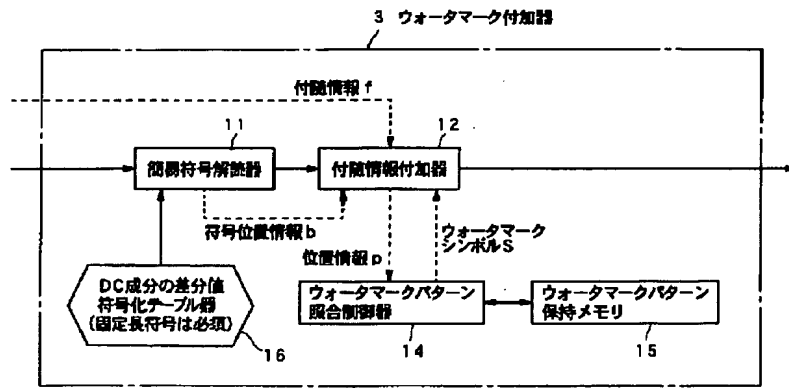 3 ウォータマーク付加器
付随情報f
11
12
簡易符号解読器
付随情報付加器
符号位置情報b
位置情報p
ウォータマーク
シンボルS
DC成分の差分値
符号化テーブル器
(固定長符号は必須)
16
ウォータマークパターン
照合制御器
14
ウォータマークパターン
保持メモリ
15